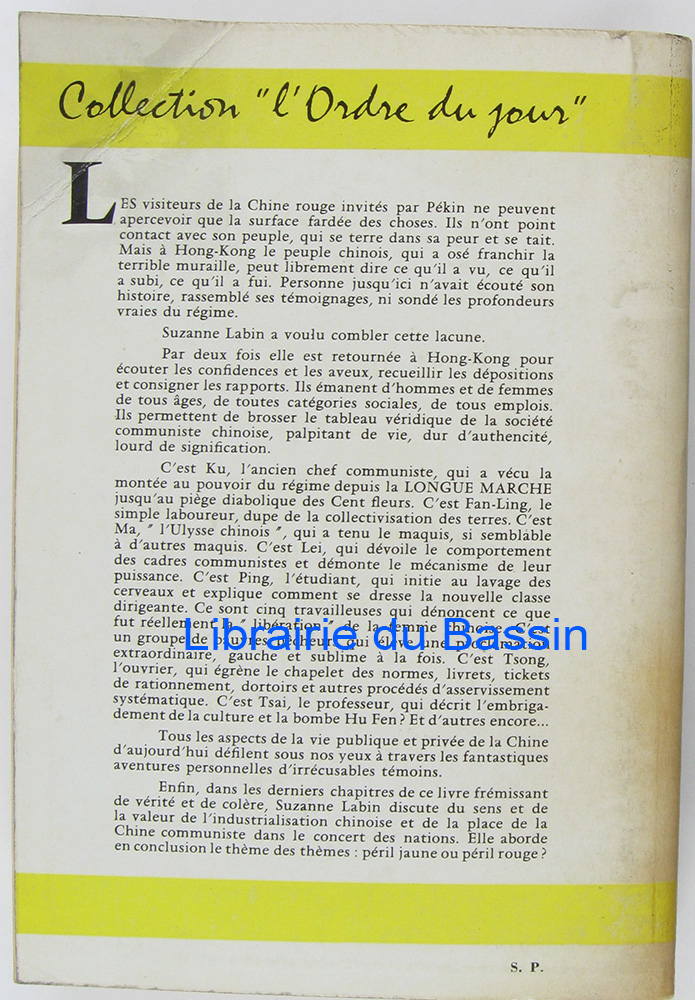 Collection "l'Ordre du jour"
LES visiteurs de la Chine rouge invités par Pékin ne peuvent
apercevoir que la surface fardée des choses. Ils n'ont point
contact avec son peuple, qui se terre dans sa peur et se tait.
Mais à Hong-Kong le peuple chinois, qui a osé franchir la
terrible muraille, peut librement dire ce qu'il a vu, ce qu'il
a subi, ce qu'il a fui. Personne jusqu'ici n'avait écouté son
histoire, rassemblé ses témoignages, ni sondé les profondeurs
vraies du régime.
Suzanne Labin a voulu combler cette lacune.
Par deux fois elle est retournée à Hong-Kong pour
écouter les confidences et les aveux, recueillir les dépositions
et consigner les rapports. Ils émanent d'hommes et de femmes
de tous âges, de toutes catégories sociales, de tous emplois.
Ils permettent de brosser le tableau véridique de la société
communiste chinoise, palpitant de vie, dur d'authencité,
lourd de signification.
C'est Ku, l'ancien chef communiste, qui a vécu la
montée au pouvoir du régime depuis la LONGUE MARCHE
jusqu'au piège diabolique des Cent fleurs. C'est Fan-Ling, le
simple laboureur, dupe de la collectivisation des terres. C'est
Ma, " l'Ulysse chinois ", qui a tenu le maquis, si semblable
à d'autres maquis. C'est Lei, qui dévoile le comportement
des cadres communistes et démonte le mécanisme de leur
puissance. C'est Ping, l'étudiant, qui initie au lavage des
cerveaux et explique comment se dresse la nouvelle classe
dirigeante. Ce sont cinq travailleuses qui dénoncent ce que
fut réellement la " libération " de la femme chinoise. C'est
un groupe de pauvres pêcheurs qui élève une proclamation
Librairie du Bassin
extraordinaire, gauche et sublime à la fois. C'est Tsong,
l'ouvrier, qui égrène le chapelet des normes, livrets, tickets
de rationnement, dortoirs et autres procédés d'asservissement
systématique. C'est Tsai, le professeur, qui décrit l'embriga-
dement de la culture et la bombe Hu Fen ? Et d'autres encore...
Tous les aspects de la vie publique et privée de la Chine
d'aujourd'hui défilent sous nos yeux à travers les fantastiques
aventures personnelles d'irrécusables témoins.
Enfin, dans les derniers chapitres de ce livre frémissant
de vérité et de colère, Suzanne Labin discute du sens et de
la valeur de l'industrialisation chinoise et de la place de la
Chine communiste dans le concert des nations. Elle aborde
en conclusion le thème des thèmes : péril jaune ou péril rouge ?
S. P.